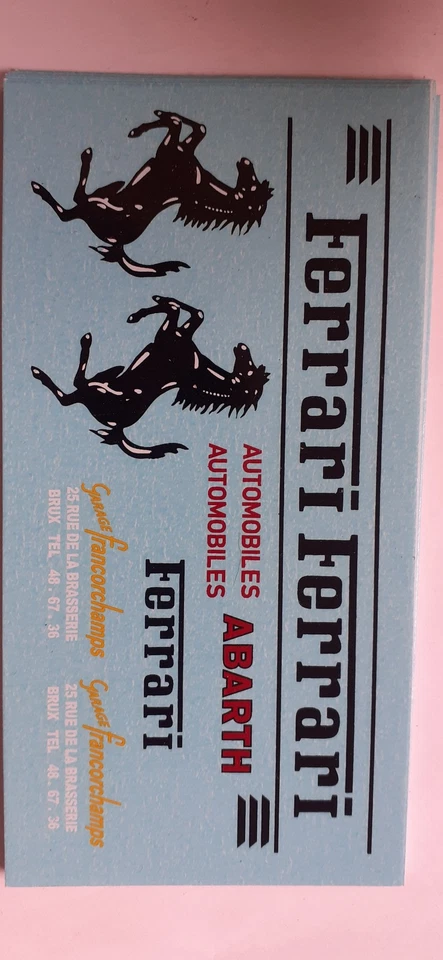 Ferrari Ferrari
AUTOMOBILES
AUTOMOBILES
ABARTH
Ferrari
GARAGE francorchamps
25 RUE DE LA BRASSERIE
BRUX TEL 48.67.36
GARAGE francorchamps
25 RUE DE LA BRASSERIE
BRUX TEL 48.67.36